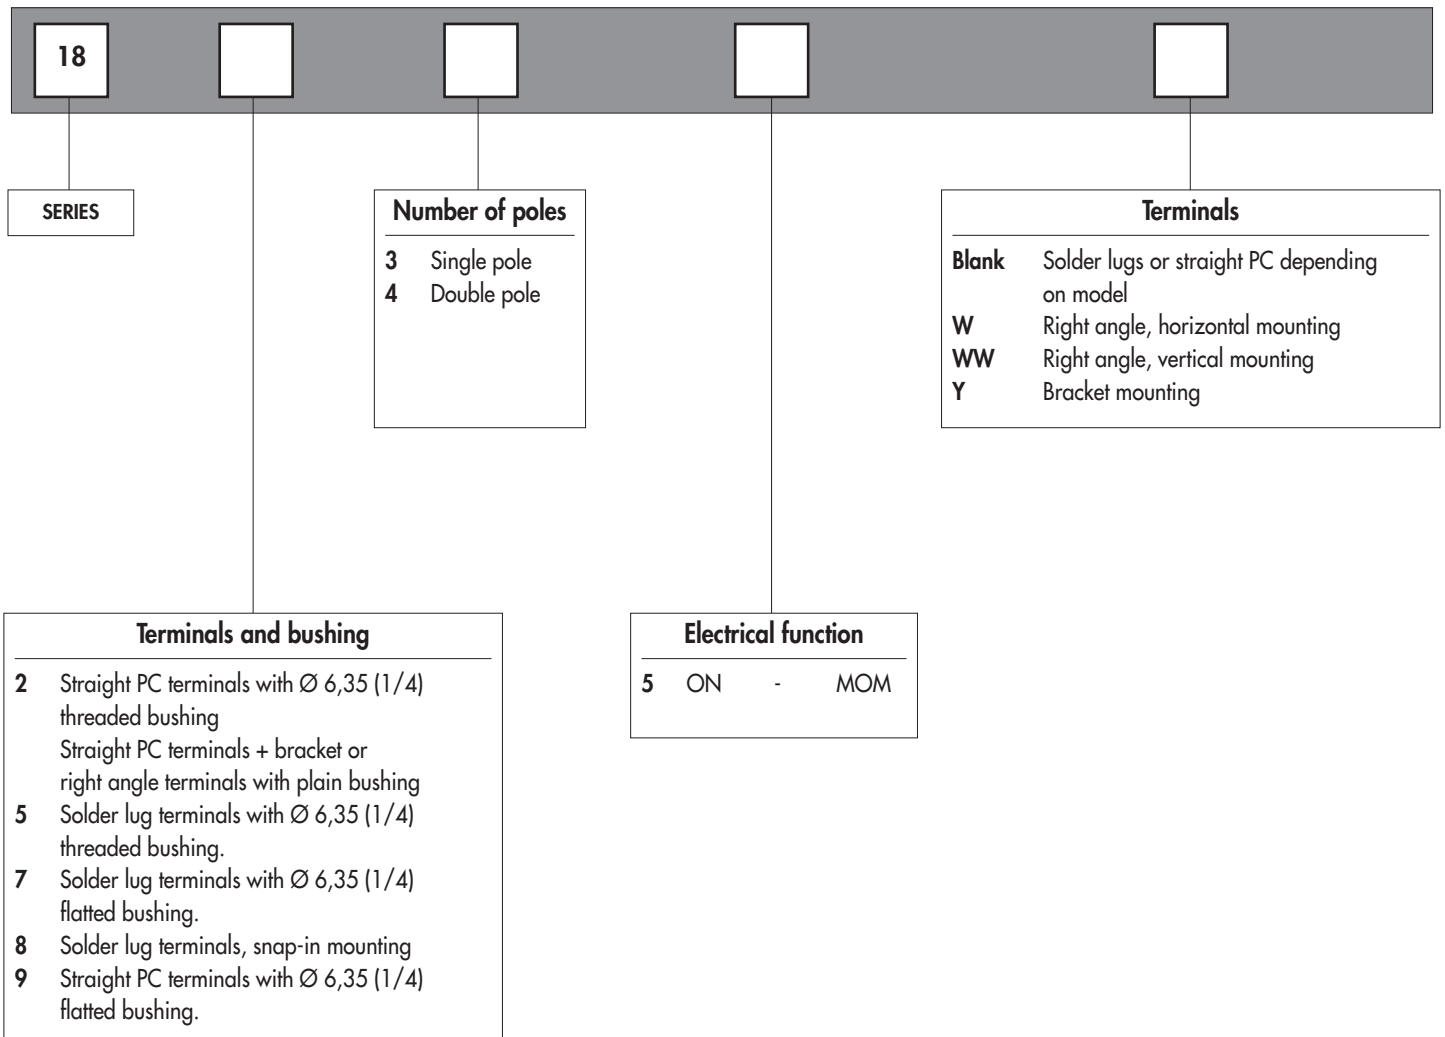 18
SERIES
Number of poles
3 Single pole
4 Double pole
Terminals
Blank Solder lugs or straight PC depending
on model
W Right angle, horizontal mounting
WW Right angle, vertical mounting
Y Bracket mounting
Terminals and bushing
2 Straight PC terminals with Ø 6,35 (1/4)
threaded bushing
Straight PC terminals + bracket or
right angle terminals with plain bushing
5 Solder lug terminals with Ø 6,35 (1/4)
threaded bushing.
7 Solder lug terminals with Ø 6,35 (1/4)
flatted bushing.
8 Solder lug terminals, snap-in mounting
9 Straight PC terminals with Ø 6,35 (1/4)
flatted bushing.
Electrical function
5 ON - MOM